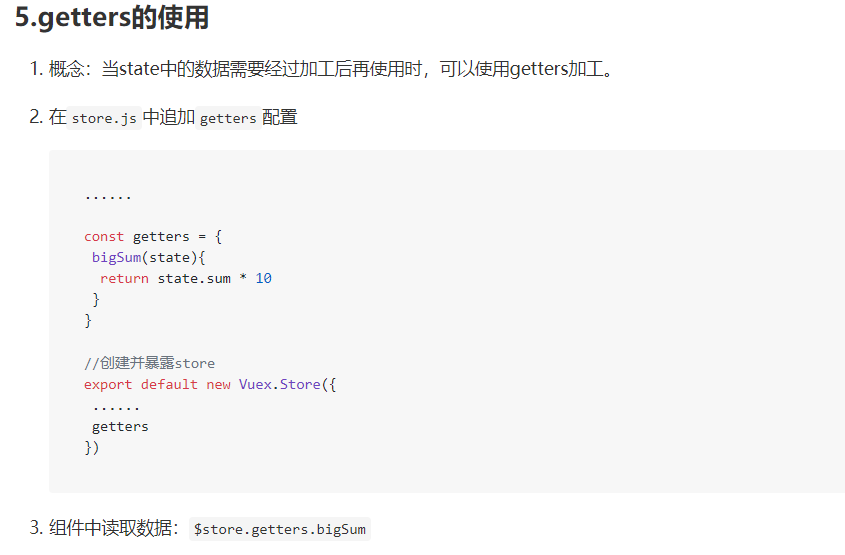 5.getters的使用
1. 概念：当state中的数据需要经过加工后再使用时，可以使用getters加工。
2. 在 store.js 中追加 getters 配置
......
const getters = {
 bigSum(state){
  return state.sum * 10
 }
}
//创建并暴露store
export default new Vuex.Store({
 ......
 getters
})
3. 组件中读取数据： $store.getters.bigSum